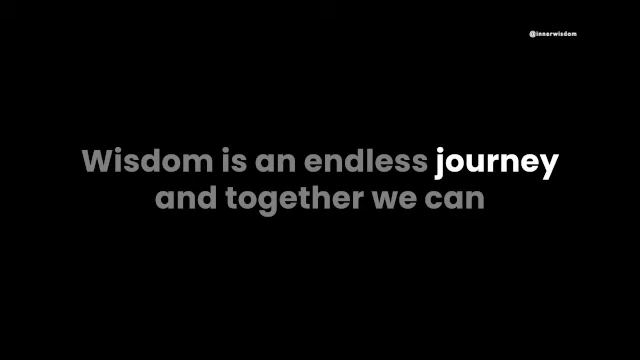 @innerwisdom
Wisdom is an endless journey
and together we can